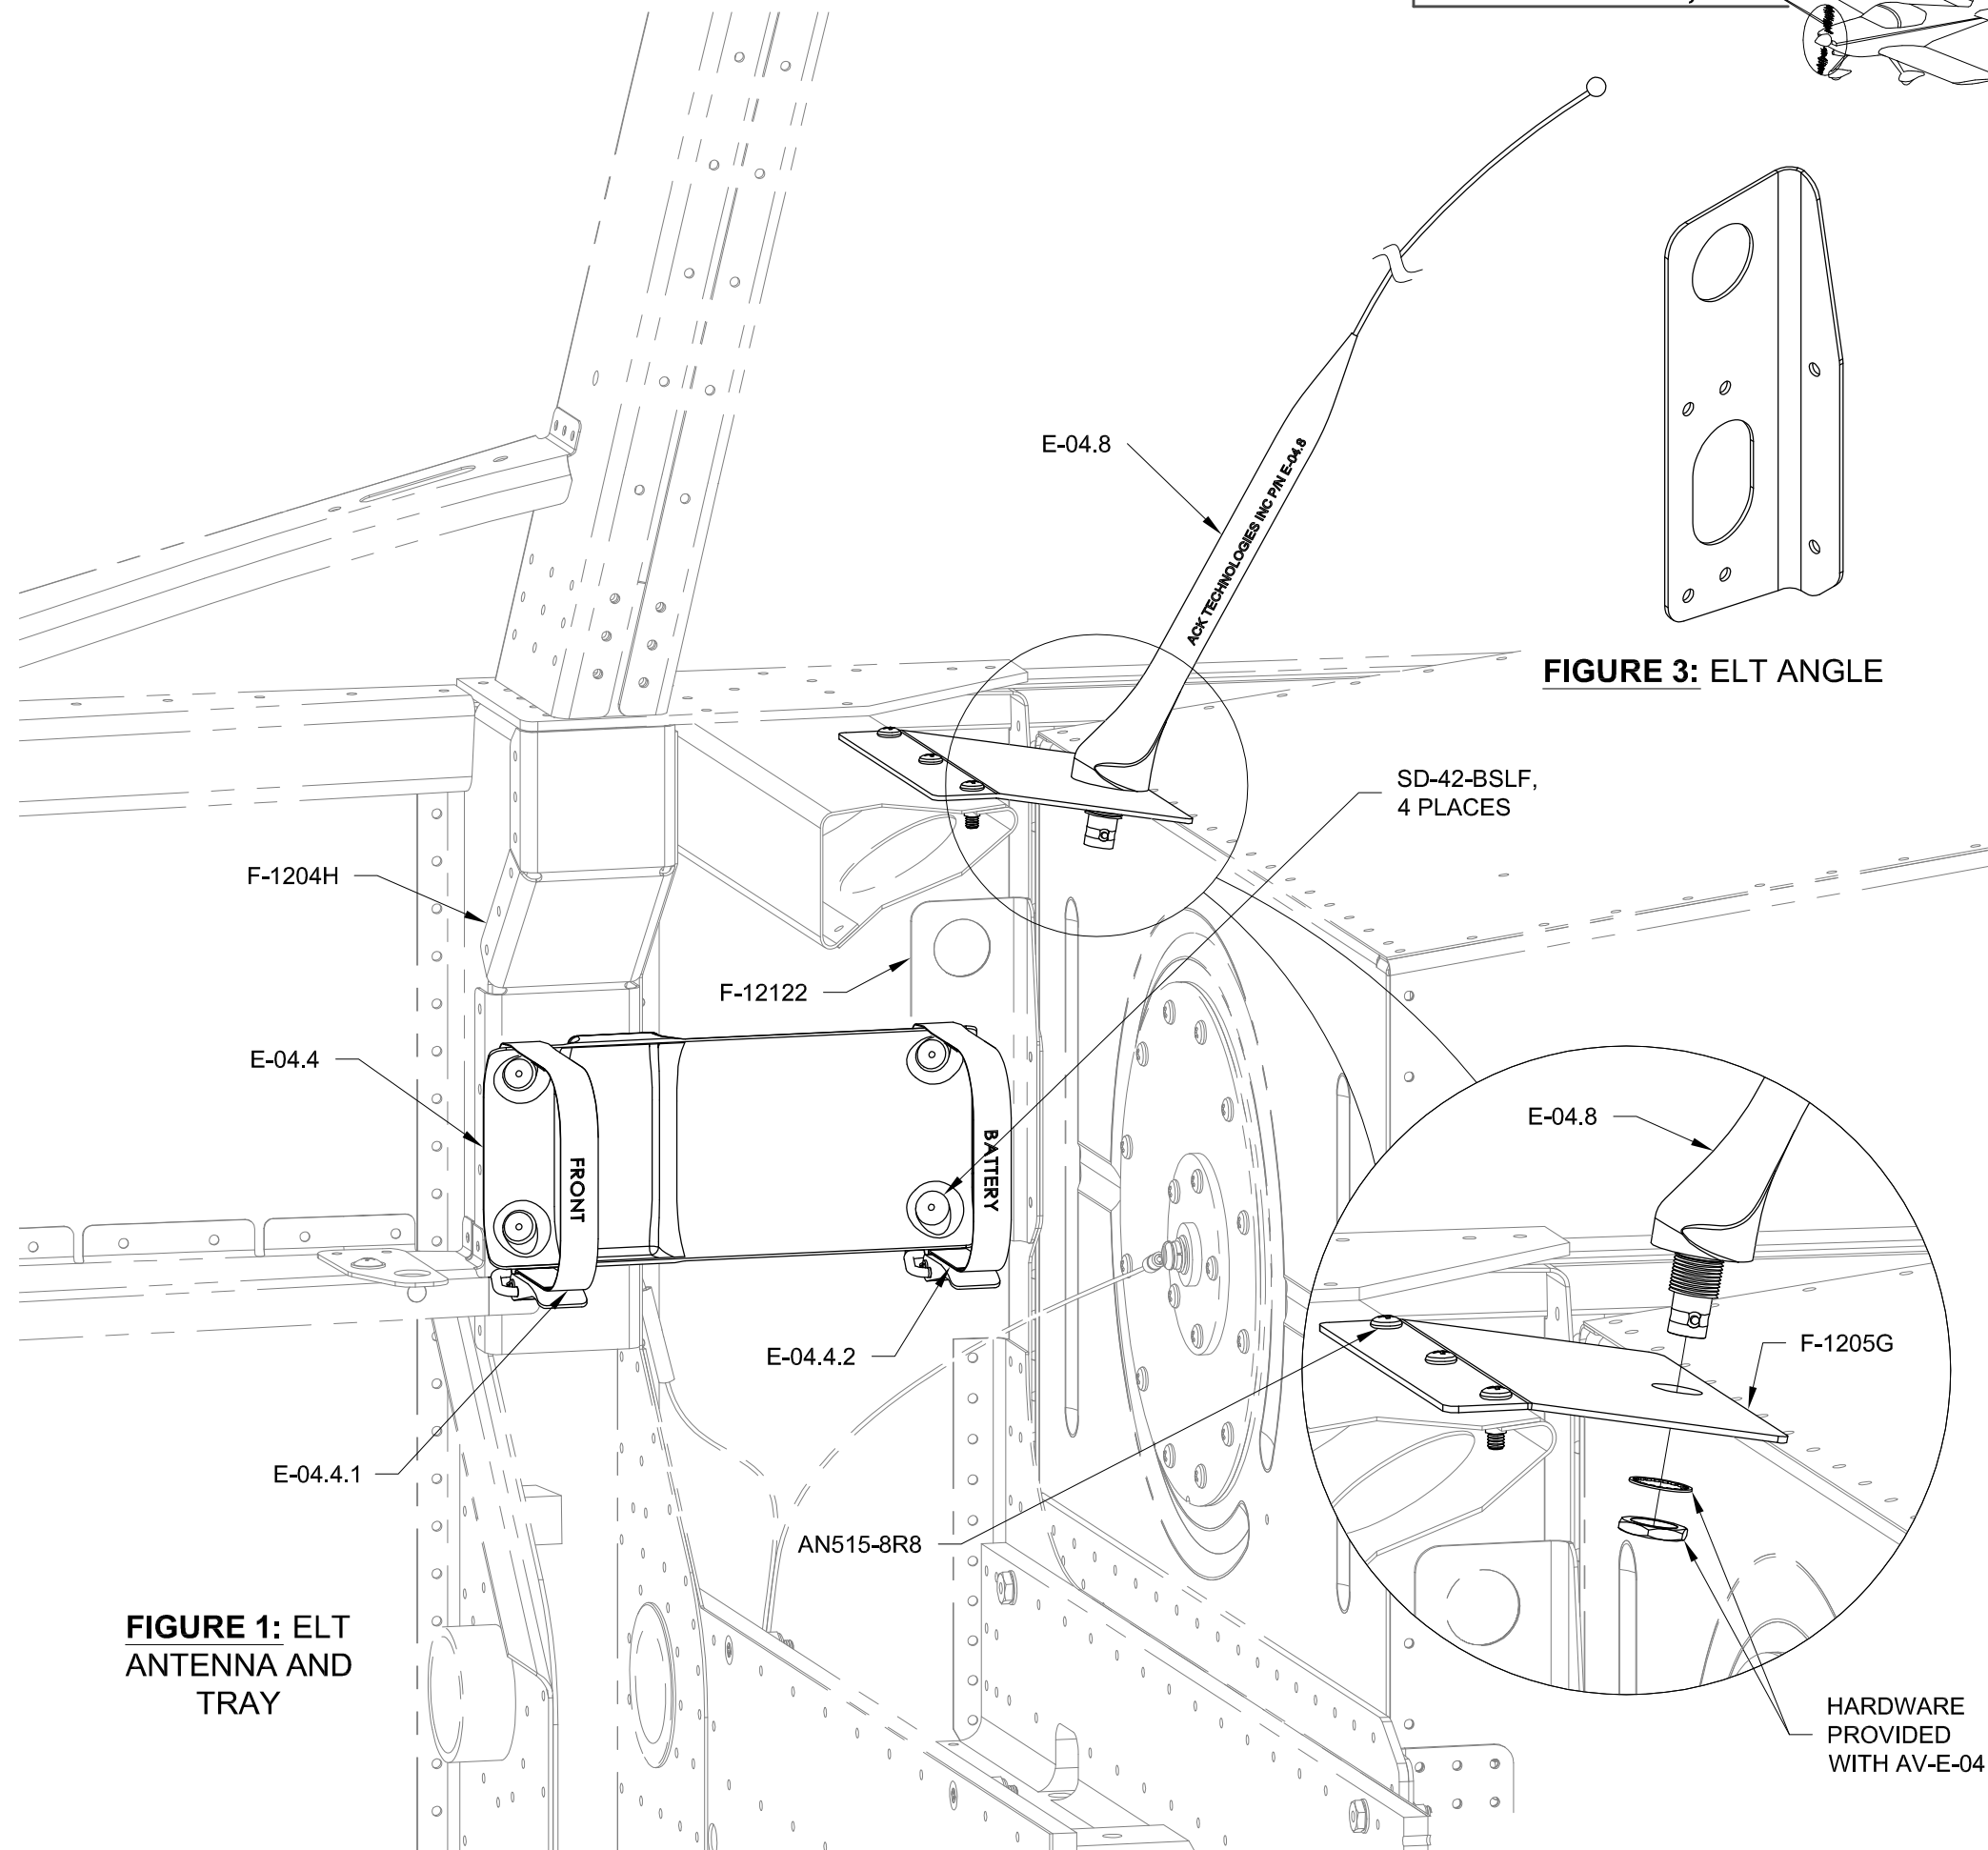 E-04.8
ACK TECHNOLOGIES INC P/N E-04.8
FIGURE 3: ELT ANGLE
SD-42-BSLF,
4 PLACES
F-1204H
F-12122
E-04.4
FRONT
BATTERY
E-04.8
E-04.4.2
F-1205G
E-04.4.1
AN515-8R8
FIGURE 1: ELT
ANTENNA AND
TRAY
HARDWARE
PROVIDED
WITH AV-E-04